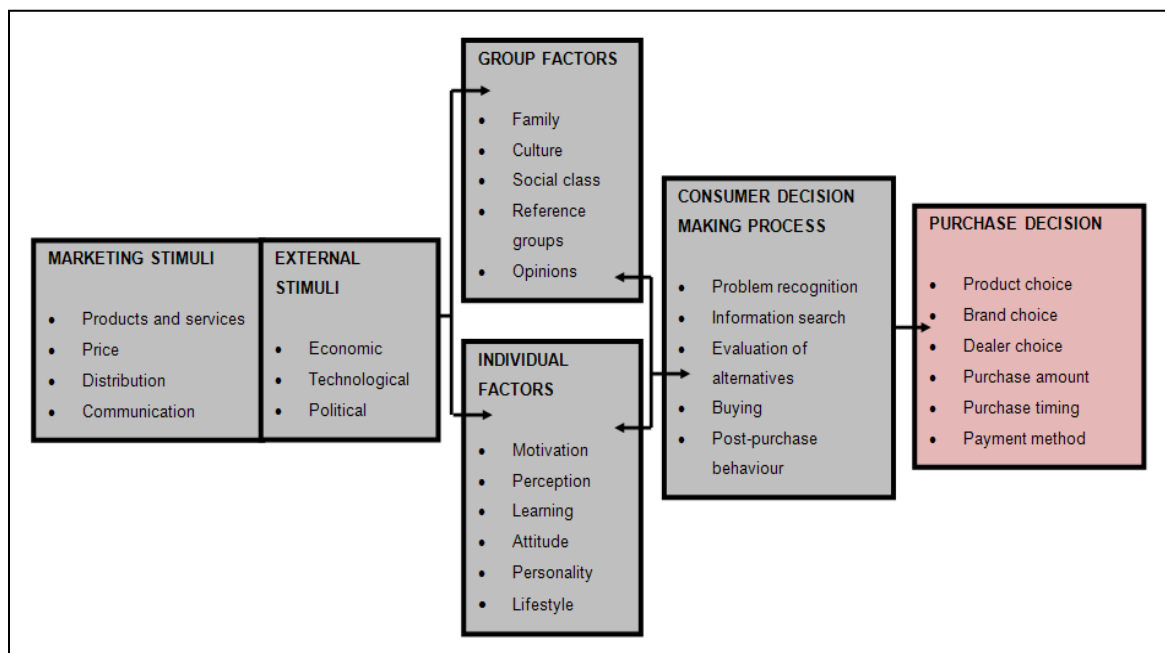 MARKETING STIMULI
• Products and services
• Price
• Distribution
• Communication
EXTERNAL
STIMULI
• Economic
• Technological
• Political
GROUP FACTORS
• Family
• Culture
• Social class
• Reference
groups
• Opinions
INDIVIDUAL
FACTORS
• Motivation
• Perception
• Learning
• Attitude
• Personality
• Lifestyle
CONSUMER DECISION
MAKING PROCESS
• Problem recognition
• Information search
• Evaluation of
alternatives
• Buying
• Post-purchase
behaviour
PURCHASE DECISION
• Product choice
• Brand choice
• Dealer choice
• Purchase amount
• Purchase timing
• Payment method